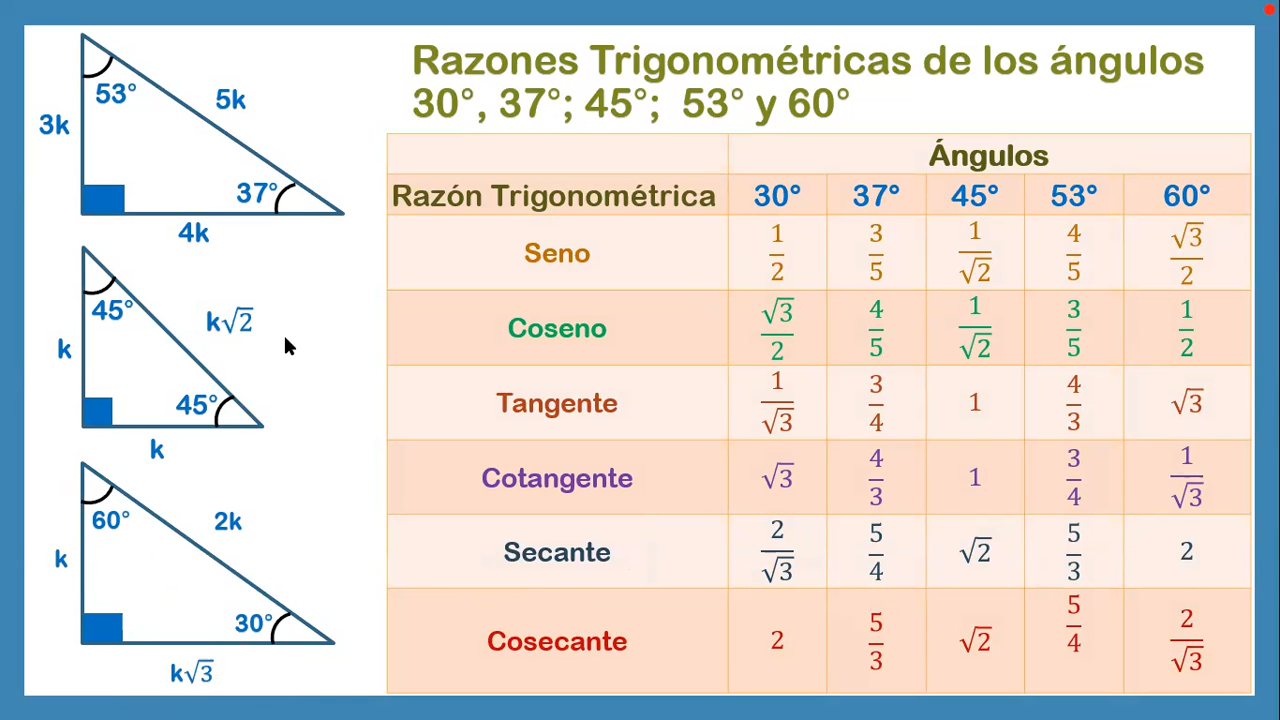 Razones Trigonométricas de los ángulos
30°, 37°; 45°; 53° y 60°
53°
5k
3k
37°
4k
45°
k√2
k
45°
k
60°
2k
k
30°
k√3
Ángulos
Razón Trigonométrica 30° 37° 45° 53° 60°
Seno 1/2 3/5 1/√2 4/5 √3/2
Coseno √3/2 4/5 1/√2 3/5 1/2
Tangente 1/√3 3/4 1 4/3 √3
Cotangente √3 4/3 1 3/4 1/√3
Secante 2/√3 5/4 √2 5/3 2
Cosecante 2 5/3 √2 5/4 2/√3